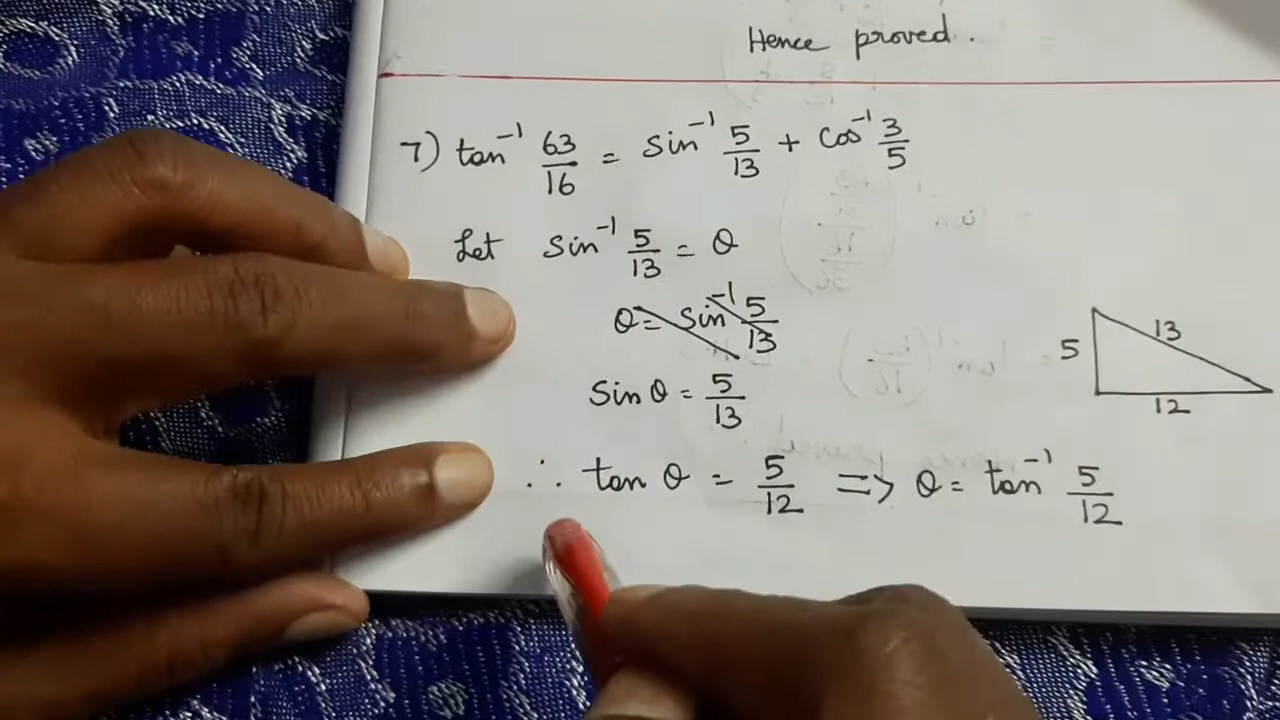 Hence proved.
7) tan⁻¹ 63/16 = sin⁻¹ 5/13 + cos⁻¹ 3/5
Let sin⁻¹ 5/13 = θ
θ = sin⁻¹ 5/13
Sin θ = 5/13
5 13 12
∴ tan θ = 5/12 => θ = tan⁻¹ 5/12